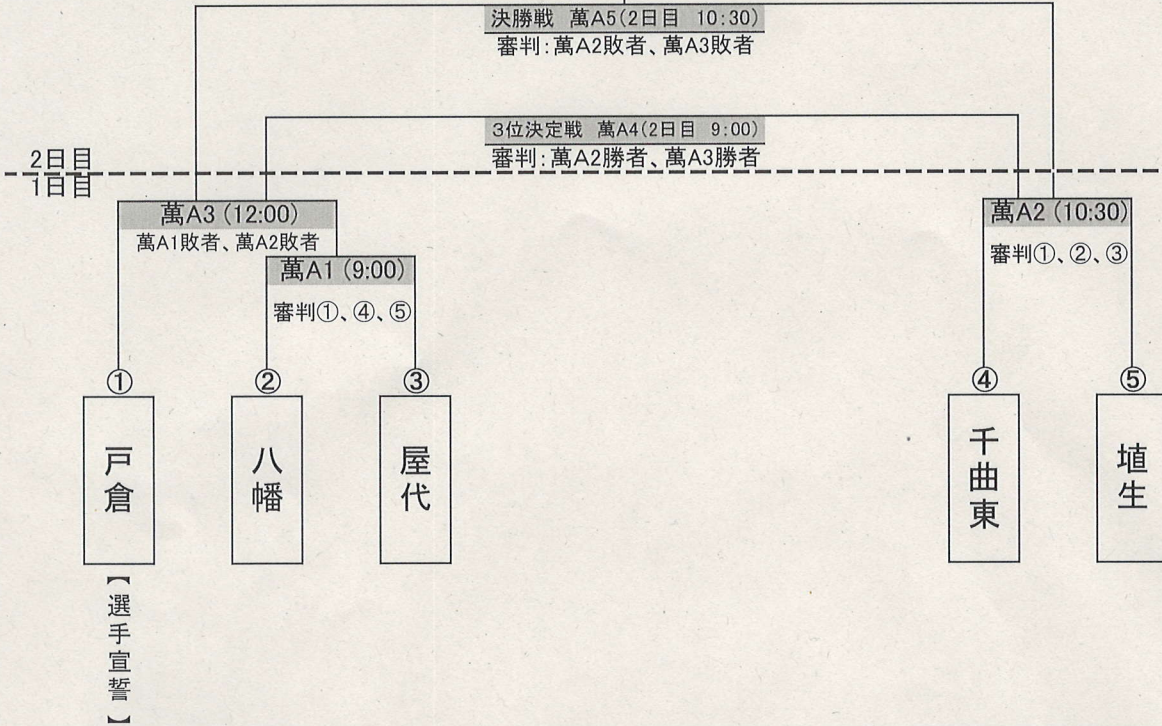 決勝戦 萬A5(2日目 10:30)
審判:萬A2敗者、萬A3敗者
3位決定戦 萬A4(2日目 9:00)
審判:萬A2勝者、萬A3勝者
2日目
1日目
萬A3 (12:00)
萬A1敗者、萬A2敗者
萬A1 (9:00)
審判①、④、⑤
萬A2 (10:30)
審判①、②、③
①
②
③
④
⑤
戸倉
八幡
屋代
千曲東
埴生
【選手宣誓】